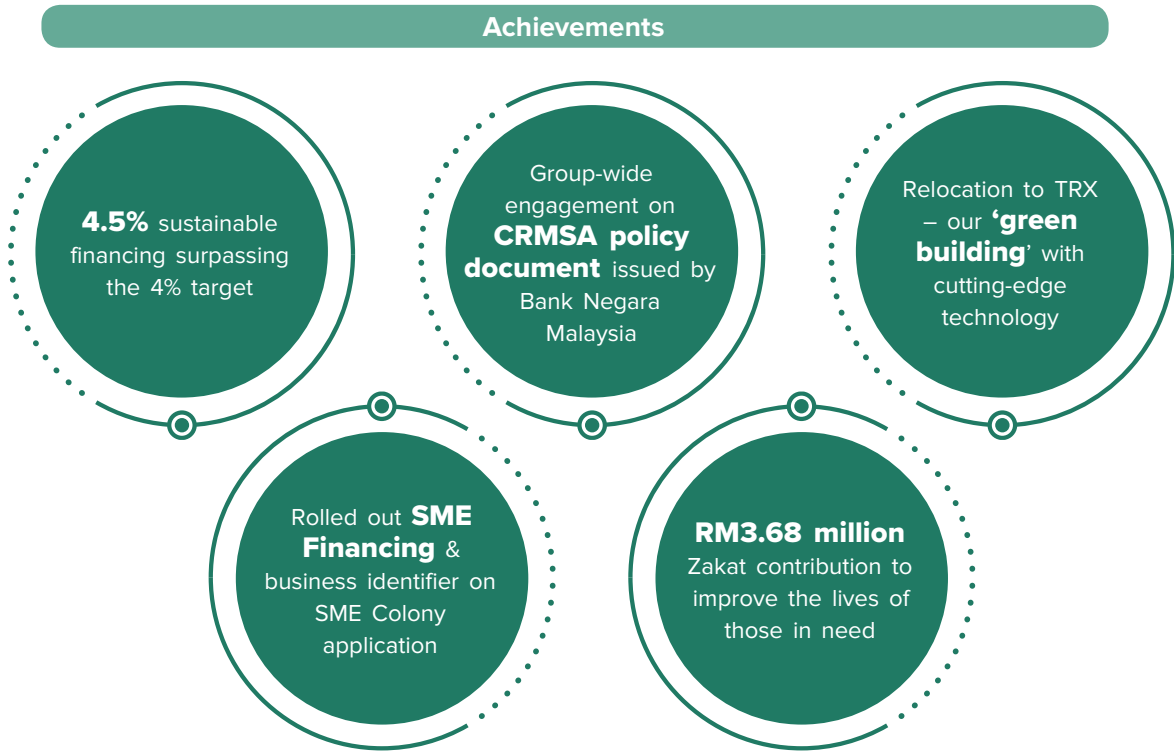 Achievements
4.5% sustainable
financing surpassing
the 4% target
Group-wide
engagement on
CRMSA policy
document issued by
Bank Negara
Malaysia
Relocation to TRX
– our ‘green
building’ with
cutting-edge
technology
Rolled out SME
Financing &
business identifier on
SME Colony
application
RM3.68 million
Zakat contribution to
improve the lives of
those in need